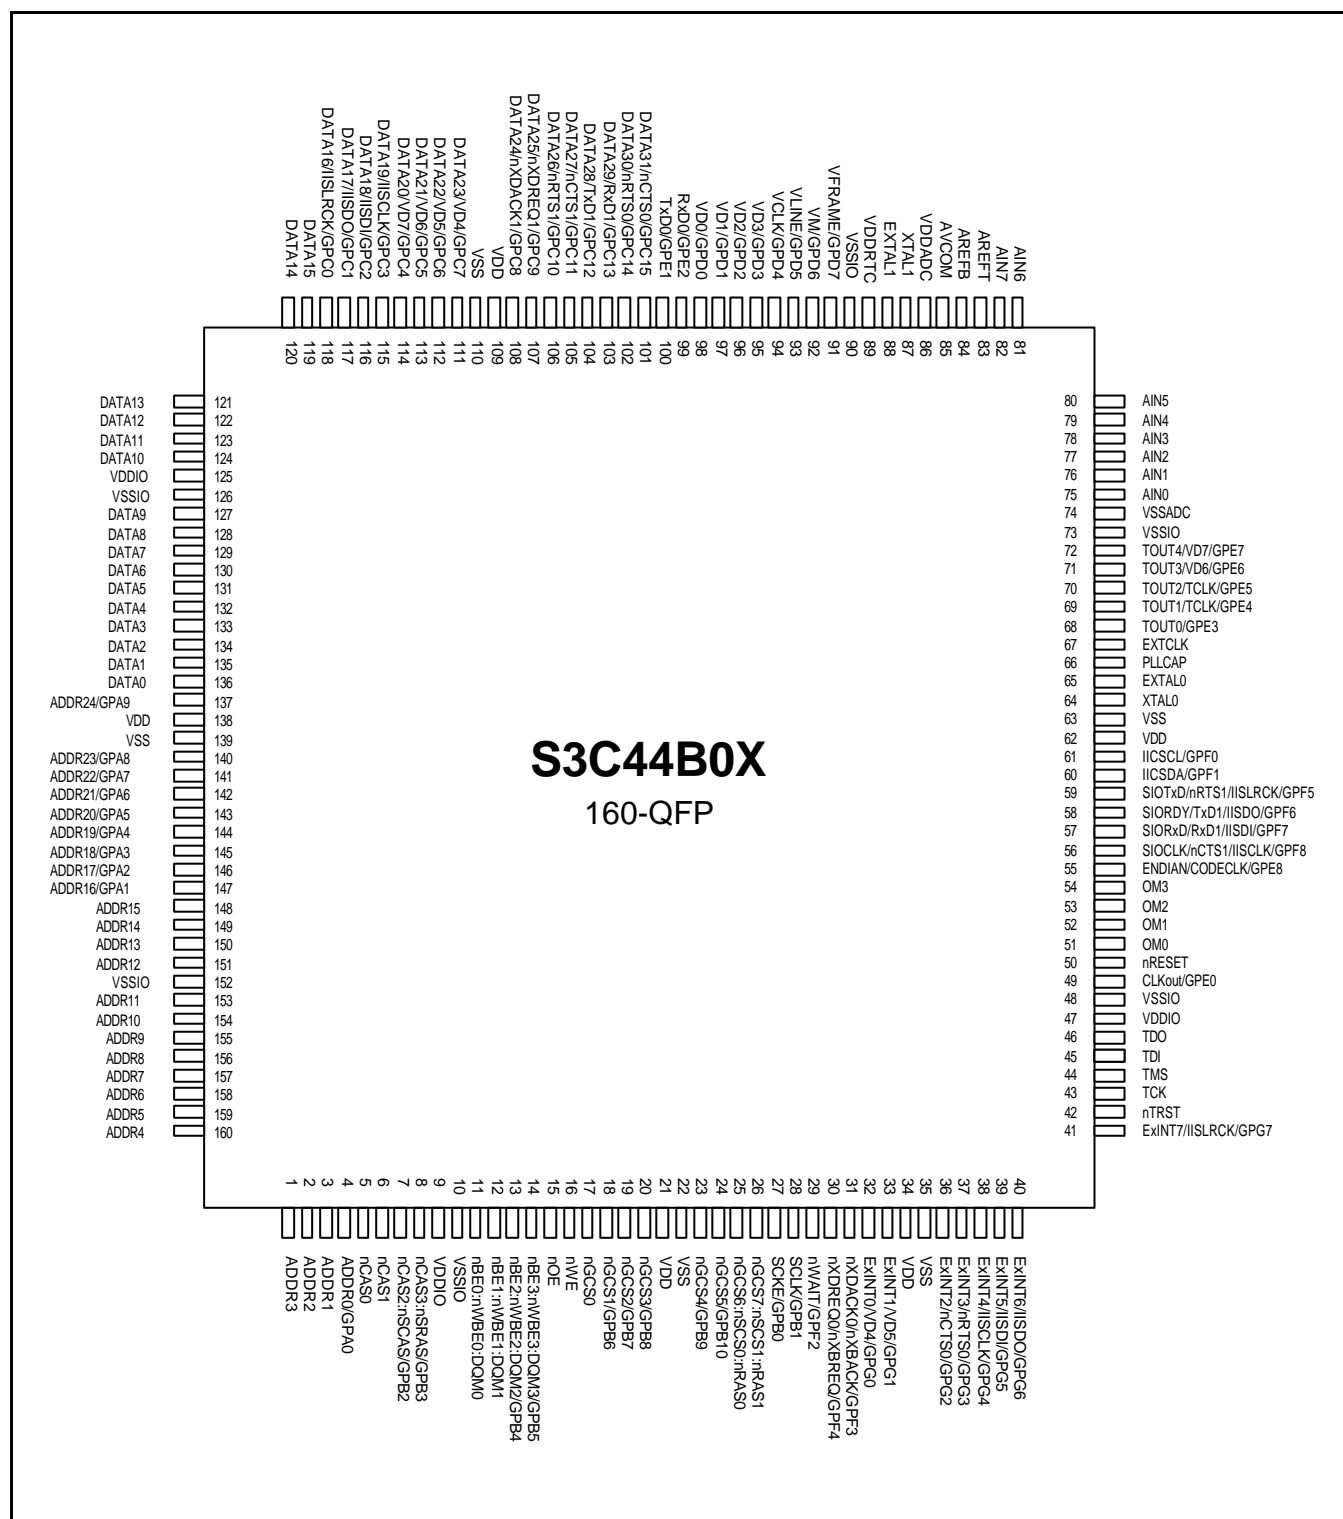 DATA14
DATA15
DATA16/IISLRCK/GPC0
DATA17/IISDO/GPC1
DATA18/IISDI/GPC2
DATA19/IISCLK/GPC3
DATA20/VD7/GPC4
DATA21/VD6/GPC5
DATA22/VD5/GPC6
DATA23/VD4/GPC7
VSS
VDD
DATA24/nXDACK1/GPC8
DATA25/nXDREQ1/GPC9
DATA26/nRTS1/GPC10
DATA27/nCTS1/GPC11
DATA28/TxD1/GPC12
DATA29/RxD1/GPC13
DATA30/nRTS0/GPC14
DATA31/nCTS0/GPC15
TxD0/GPE1
RxD0/GPE2
VD0/GPD0
VD1/GPD1
VD2/GPD2
VD3/GPD3
VCLK/GPD4
VLINE/GPD5
VM/GPD6
VFRAME/GPD7
VSSIO
VDDRTC
EXTAL1
XTAL1
VDDADC
AVCOM
AREFB
AREFT
AIN7
AIN6
120
119
118
117
116
115
114
113
112
111
110
109
108
107
106
105
104
103
102
101
100
99
98
97
96
95
94
93
92
91
90
89
88
87
86
85
84
83
82
81
DATA13 121
DATA12 122
DATA11 123
DATA10 124
VDDIO 125
VSSIO 126
DATA9 127
DATA8 128
DATA7 129
DATA6 130
DATA5 131
DATA4 132
DATA3 133
DATA2 134
DATA1 135
DATA0 136
ADDR24/GPA9 137
VDD 138
VSS 139
ADDR23/GPA8 140
ADDR22/GPA7 141
ADDR21/GPA6 142
ADDR20/GPA5 143
ADDR19/GPA4 144
ADDR18/GPA3 145
ADDR17/GPA2 146
ADDR16/GPA1 147
ADDR15 148
ADDR14 149
ADDR13 150
ADDR12 151
VSSIO 152
ADDR11 153
ADDR10 154
ADDR9 155
ADDR8 156
ADDR7 157
ADDR6 158
ADDR5 159
ADDR4 160
S3C44B0X
160-QFP
80 AIN5
79 AIN4
78 AIN3
77 AIN2
76 AIN1
75 AIN0
74 VSSADC
73 VSSIO
72 TOUT4/VD7/GPE7
71 TOUT3/VD6/GPE6
70 TOUT2/TCLK/GPE5
69 TOUT1/TCLK/GPE4
68 TOUT0/GPE3
67 EXTCLK
66 PLLCAP
65 EXTAL0
64 XTAL0
63 VSS
62 VDD
61 IICSCL/GPF0
60 IICSDA/GPF1
59 SIOTxD/nRTS1/IISLRCK/GPF5
58 SIORDY/TxD1/IISDO/GPF6
57 SIORxD/RxD1/IISDI/GPF7
56 SIOCLK/nCTS1/IISCLK/GPF8
55 ENDIAN/CODECLK/GPE8
54 OM3
53 OM2
52 OM1
51 OM0
50 nRESET
49 CLKout/GPE0
48 VSSIO
47 VDDIO
46 TDO
45 TDI
44 TMS
43 TCK
42 nTRST
41 ExINT7/IISLRCK/GPG7
1
2
3
4
5
6
7
8
9
10
11
12
13
14
15
16
17
18
19
20
21
22
23
24
25
26
27
28
29
30
31
32
33
34
35
36
37
38
39
40
ADDR3
ADDR2
ADDR1
ADDR0/GPA0
nCAS0
nCAS1
nCAS2:nSCAS/GPB2
nCAS3:nSRAS/GPB3
VDDIO
VSSIO
nBE0:nWBE0:DQM0
nBE1:nWBE1:DQM1
nBE2:nWBE2:DQM2/GPB4
nBE3:nWBE3:DQM3/GPB5
nOE
nWE
nGCS0
nGCS1/GPB6
nGCS2/GPB7
nGCS3/GPB8
VDD
VSS
nGCS4/GPB9
nGCS5/GPB10
nGCS6:nSCS0:nRAS0
nGCS7:nSCS1:nRAS1
SCKE/GPB0
SCLK/GPB1
nWAIT/GPF2
nXDREQ0/nXBREQ/GPF4
nXDACK0/nXBACK/GPF3
ExINT0/VD4/GPG0
ExINT1/VD5/GPG1
VDD
VSS
ExINT2/nCTS0/GPG2
ExINT3/nRTS0/GPG3
ExINT4/IISCLK/GPG4
ExINT5/IISDI/GPG5
ExINT6/IISDO/GPG6